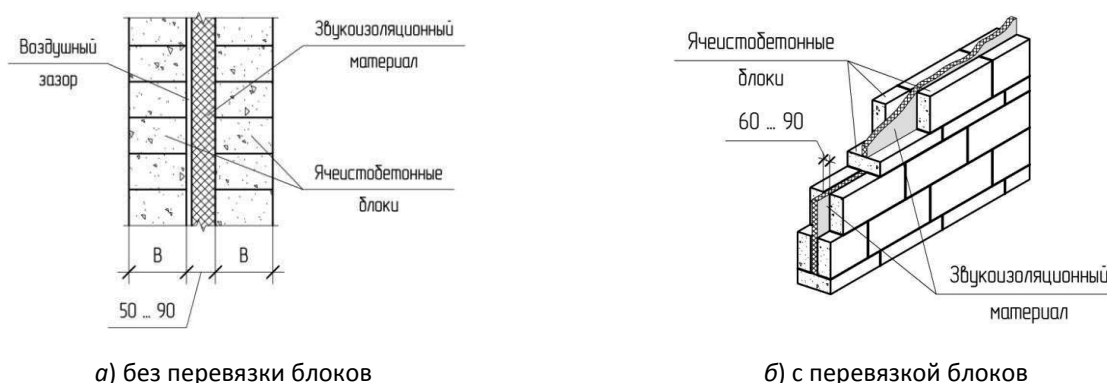 Воздушный
зазор
Звукоизоляционный
материал
Ячеистобетонные
блоки
В
В
50 ... 90
а) без перевязки блоков
Ячеистобетонные
блоки
60 ... 90
Звукоизоляционный
материал
б) с перевязкой блоков